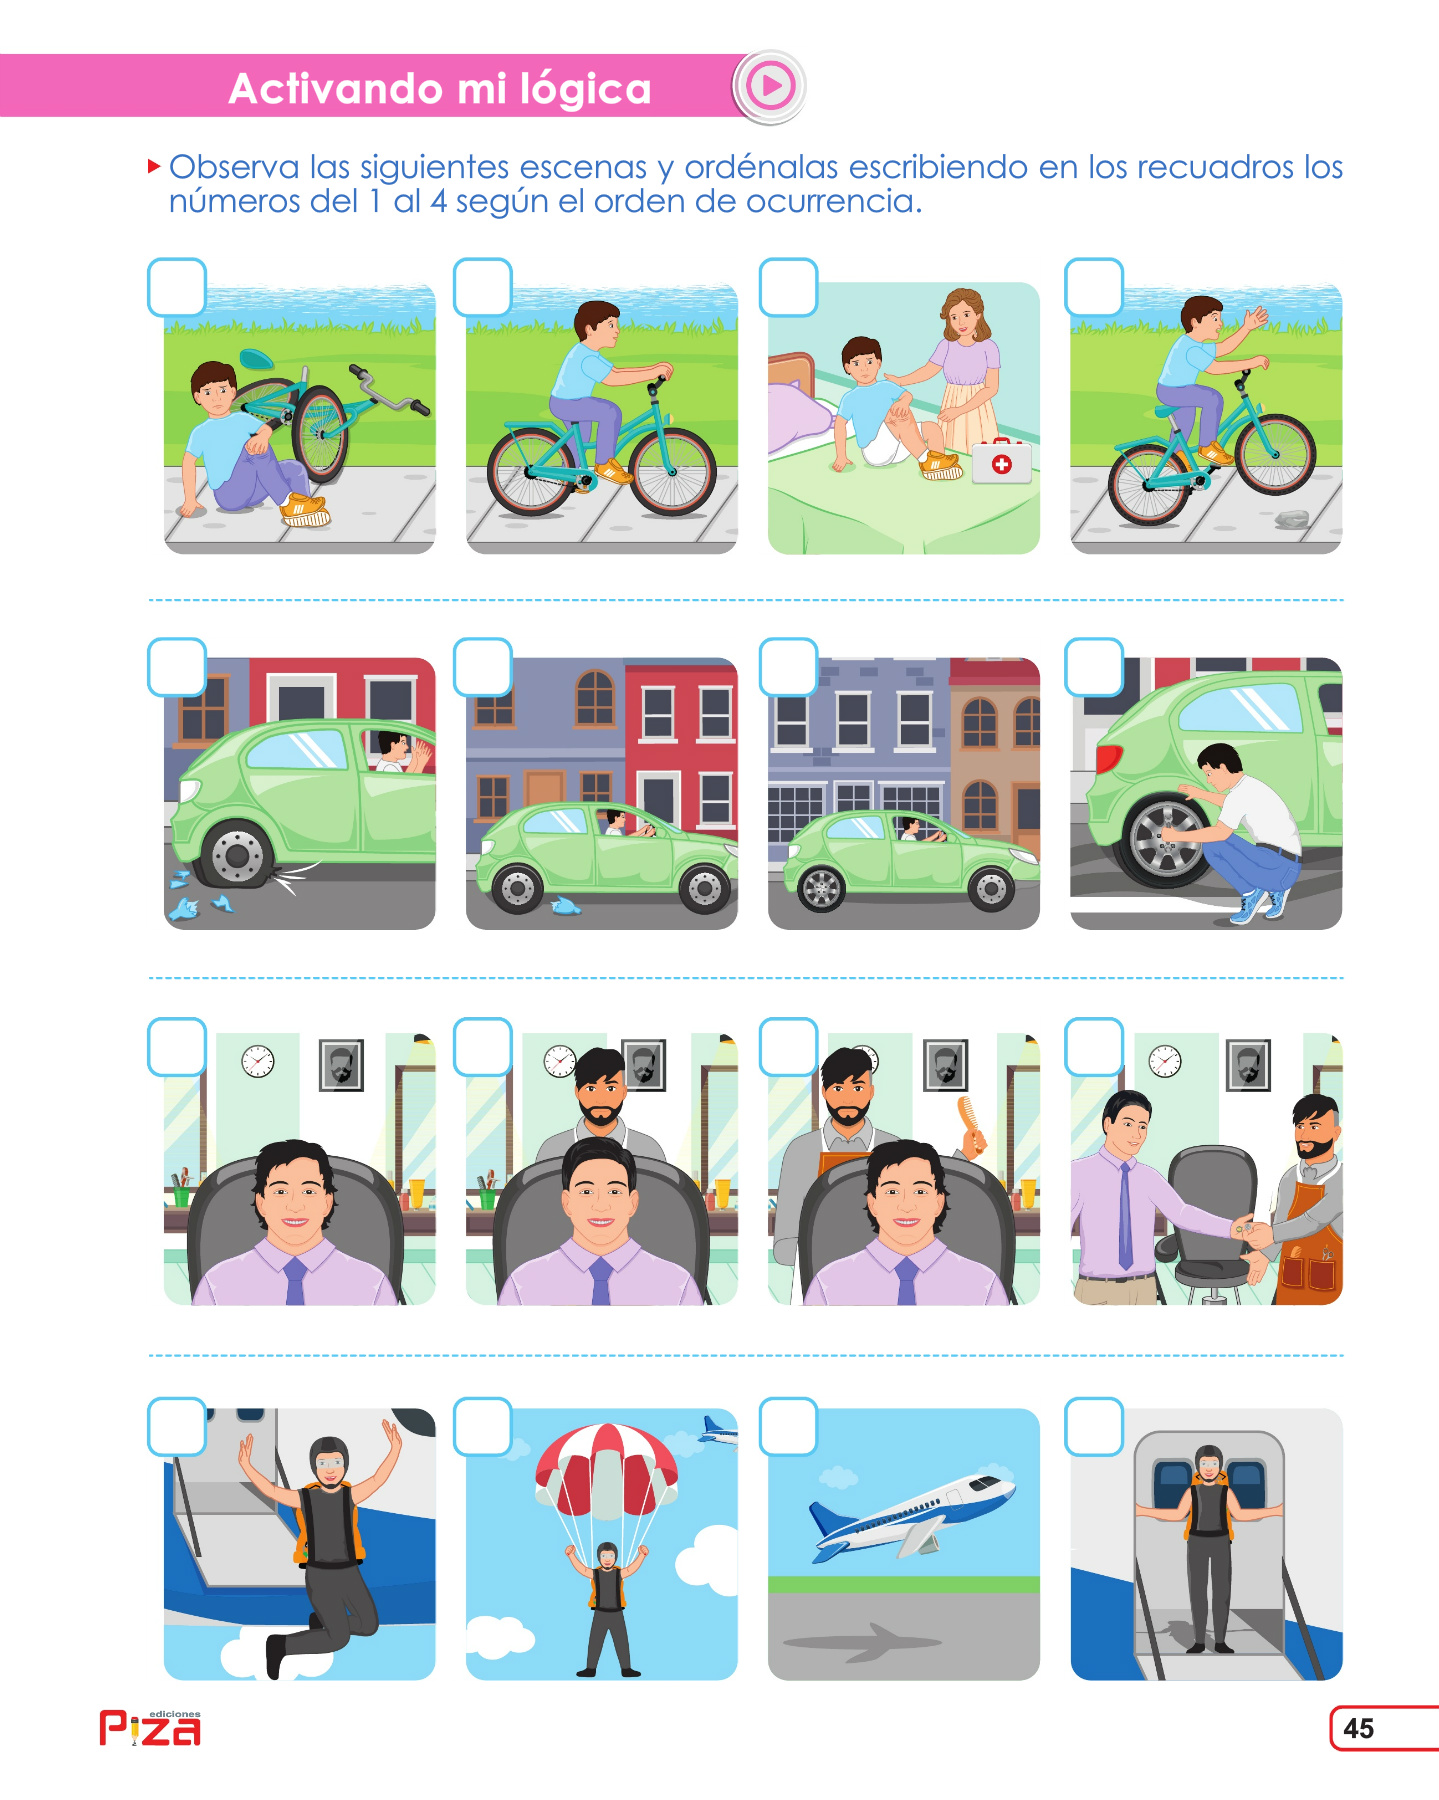 Activando mi lógica
Observa las siguientes escenas y ordénalas escribiendo en los recuadros los
números del 1 al 4 según el orden de ocurrencia.
ediciones
Piza
45